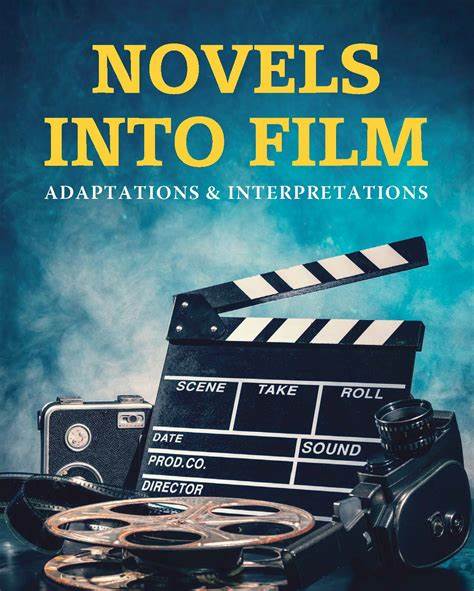 NOVELS
INTO FILM
ADAPTATIONS & INTERPRETATIONS
SCENE TAKE ROLL
DATE SOUND
PROD.CO.
DIRECTOR